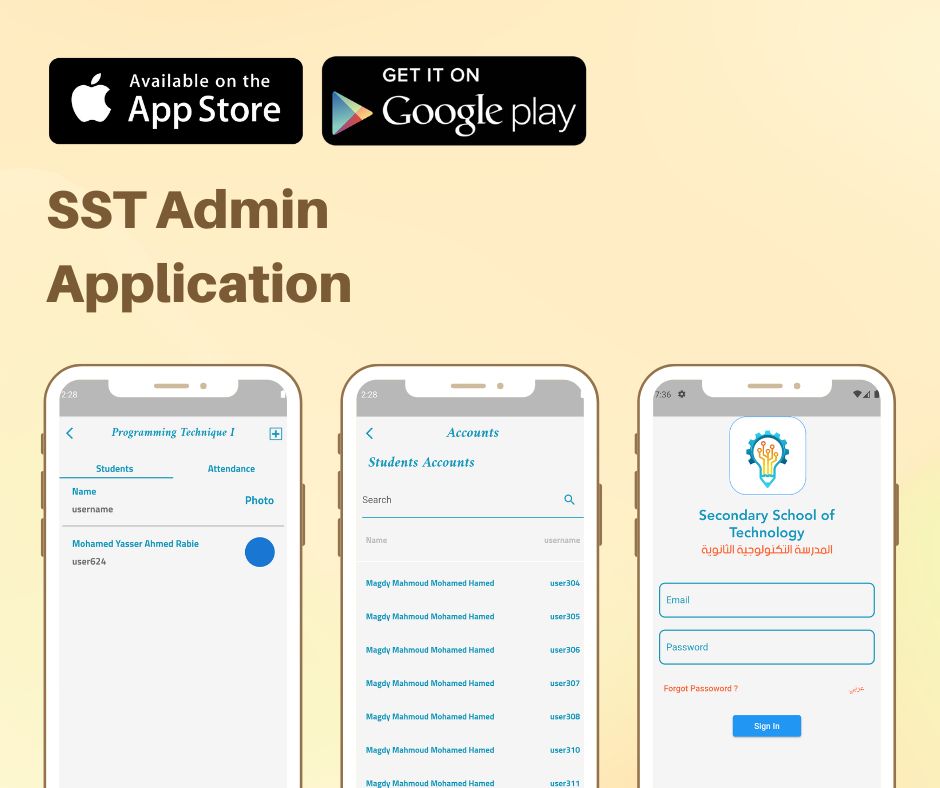 Available on the
App Store
GET IT ON
Google play
SST Admin
Application
2:28
Programming Technique I
Students
Attendance
Name
username
Photo
Mohamed Yasser Ahmed Rabie
user624
2:28
Accounts
Students Accounts
Search
Name username
Magdy Mahmoud Mohamed Hamed user304
Magdy Mahmoud Mohamed Hamed user305
Magdy Mahmoud Mohamed Hamed user306
Magdy Mahmoud Mohamed Hamed user307
Magdy Mahmoud Mohamed Hamed user308
Magdy Mahmoud Mohamed Hamed user310
Magdy Mahmoud Mohamed Hamed user311
7:36
Secondary School of
Technology
المدرسة التكنولوجية الثانوية
Email
Password
Forgot Passoword ? عربي
Sign In